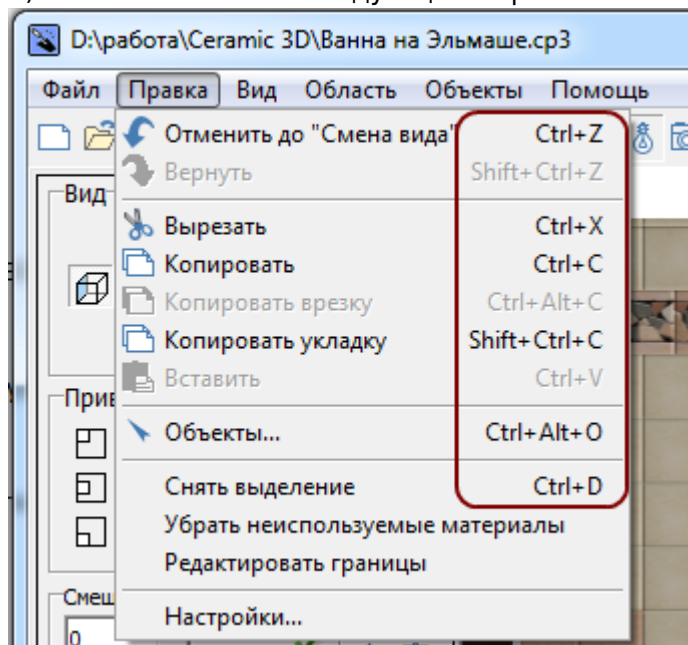 D:\работа\Ceramic 3D\Ванна на Эльмаше.cp3
Файл Правка Вид Область Объекты Помощь
Отменить до "Смена вида" Ctrl+Z
Вернуть Shift+Ctrl+Z
Вид
Вырезать Ctrl+X
Копировать Ctrl+C
Копировать врезку Ctrl+Alt+C
Копировать укладку Shift+Ctrl+C
Вставить Ctrl+V
Объекты... Ctrl+Alt+O
Снять выделение Ctrl+D
Убрать неиспользуемые материалы
Редактировать границы
Настройки...
0